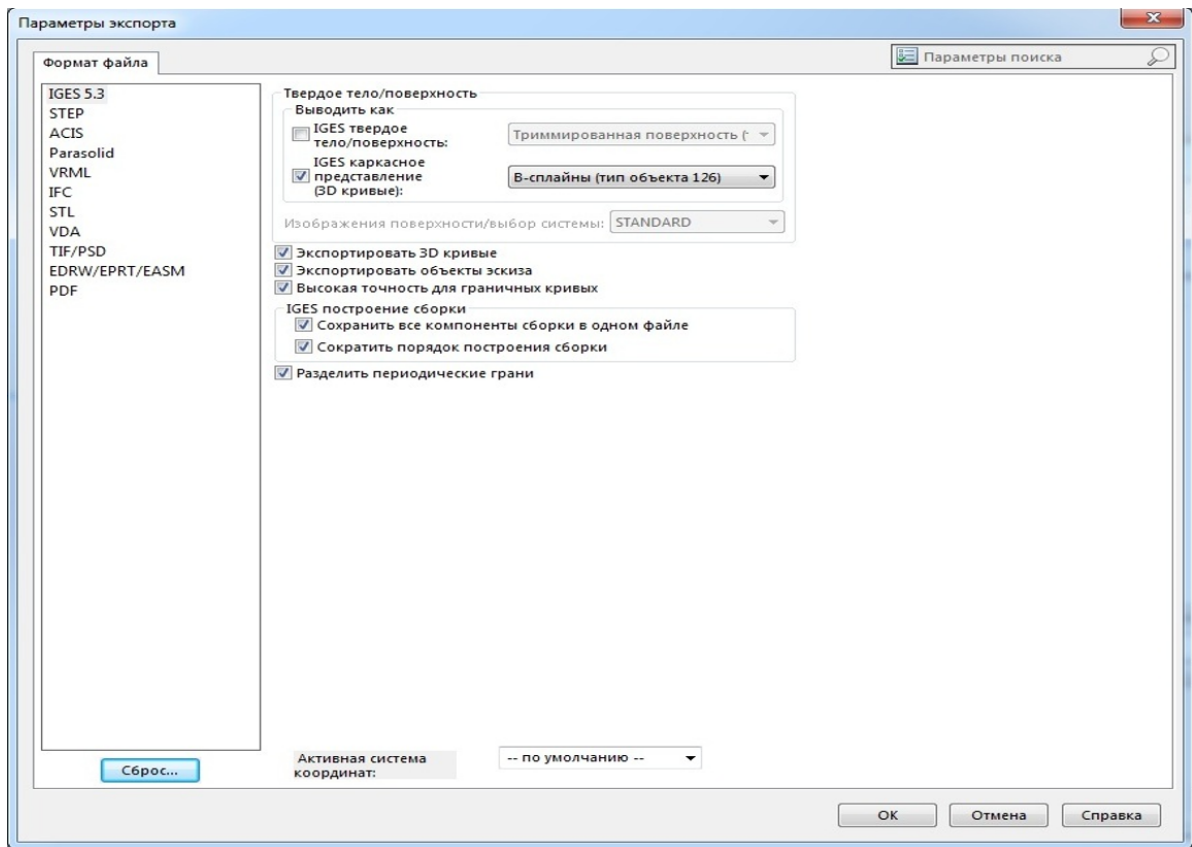 Параметры экспорта
Формат файла
Параметры поиска
IGES 5.3
STEP
ACIS
Parasolid
VRML
IFC
STL
VDA
TIF/PSD
EDRW/EPRT/EASM
PDF
Твердое тело/поверхность
Выводить как
IGES твердое
тело/поверхность:
Триммированная поверхность (
IGES каркасное
представление
(3D кривые):
B-сплайны (тип объекта 126)
Изображения поверхности/выбор системы: STANDARD
Экспортировать 3D кривые
Экспортировать объекты эскиза
Высокая точность для граничных кривых
IGES построение сборки
Сохранить все компоненты сборки в одном файле
Сократить порядок построения сборки
Разделить периодические грани
Активная система
координат:
-- по умолчанию --
Сброс...
OK
Отмена
Справка